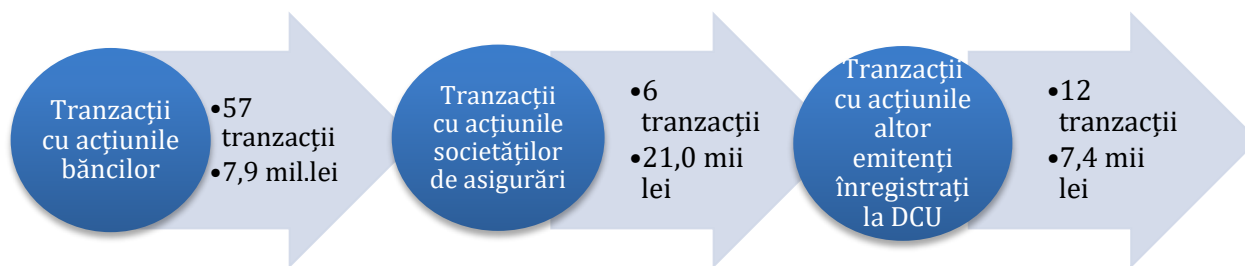 Tranzacții
cu acțiunile
băncilor
•57
tranzacții
•7,9 mil.lei
Tranzacții
cu acțiunile
societăților
de asigurări
•6
tranzacții
•21,0 mii
lei
Tranzacții
cu acțiunile
altor
emitenți
înregistrați
la DCU
•12
tranzacții
•7,4 mii
lei